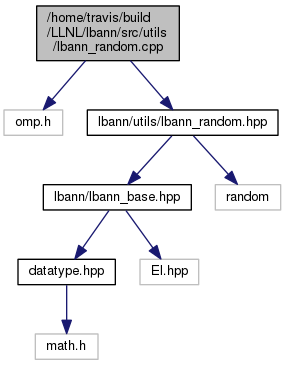 /home/travis/build
/LLNL/lbann/src/utils
/lbann_random.cpp
omp.h
lbann/utils/lbann_random.hpp
lbann/lbann_base.hpp
random
datatype.hpp
El.hpp
math.h